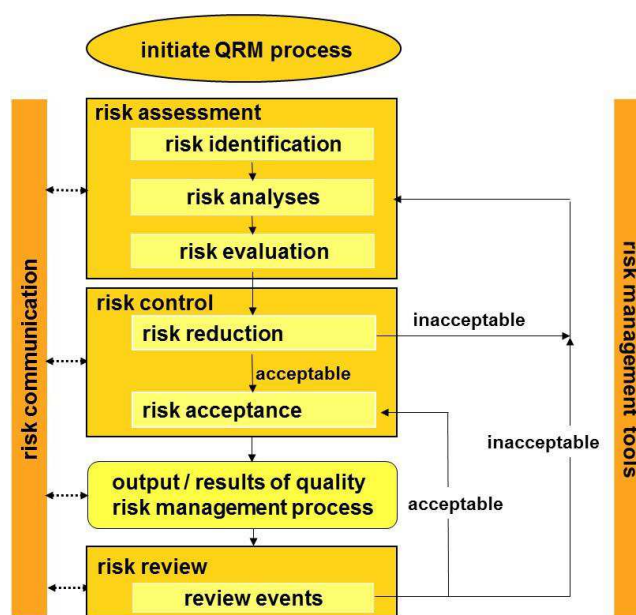 initiate QRM process
risk assessment
risk identification
risk analyses
risk evaluation
risk control
risk reduction
inacceptable
acceptable
risk acceptance
inacceptable
output / results of quality
risk management process
acceptable
risk review
review events
risk communication
risk management tools